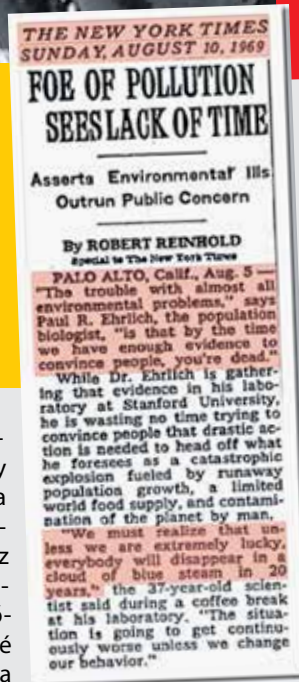 THE NEW YORK TIMES
SUNDAY, AUGUST 10, 1969
FOE OF POLLUTION
SEES LACK OF TIME
Asserts Environmental Ills
Outrun Public Concern
By ROBERT REINHOLD
Special to The New York Times
PALO ALTO, Calif., Aug. 5 —
"The trouble with almost all
environmental problems," says
Paul R. Ehrlich, the population
biologist, "is that by the time
we have enough evidence to
convince people, you're dead."
While Dr. Ehrlich is gather-
ing that evidence in his labo-
ratory at Stanford University,
he is wasting no time trying to
convince people that drastic ac-
tion is needed to head off what
he foresees as a catastrophic
explosion fueled by runaway
population growth, a limited
world food supply, and contami-
nation of the planet by man.
"We must realize that un-
less we are extremely lucky,
everybody will disappear in a
cloud of blue steam in 20
years," the 37-year-old scien-
tist said during a coffee break
at his laboratory. "The situa-
tion is going to get continu-
ously worse unless we change
our behavior."